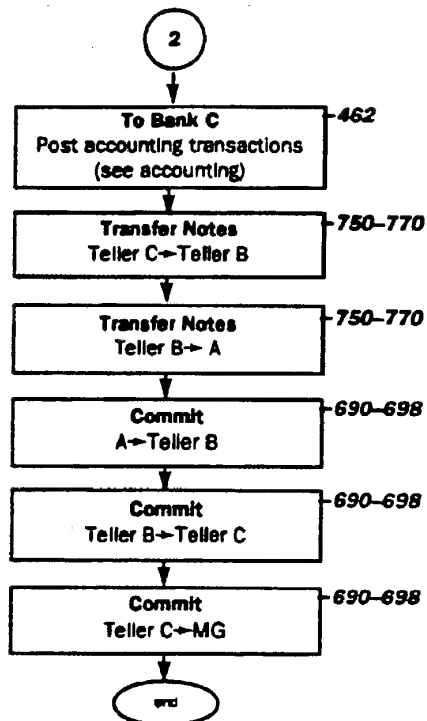 2
To Bank C
Post accounting transactions
(see accounting)
462
Transfer Notes
Teller C→Teller B
750–770
Transfer Notes
Teller B→ A
750–770
Commit
A→Teller B
690–698
Commit
Teller B→Teller C
690–698
Commit
Teller C→MG
690–698
end